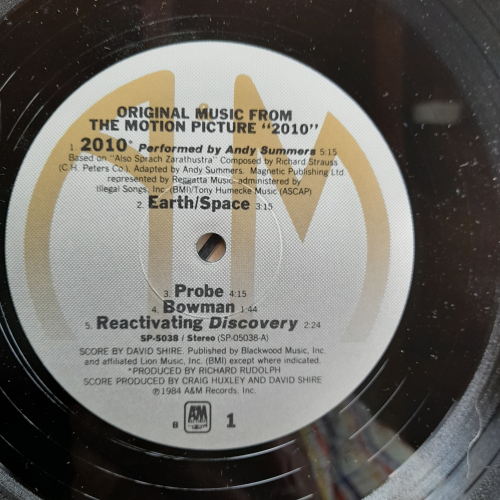 ORIGINAL MUSIC FROM
THE MOTION PICTURE "2010"
1. 2010* Performed by Andy Summers 5:15
Based on "Also Sprach Zarathustra" Composed by Richard Strauss
(C.H. Peters Co.), Adapted by Andy Summers. Magnetic Publishing Ltd.
represented by Reggatta Music, administered by
Illegal Songs, Inc. (BMI)/Tony Humecke Music (ASCAP)
2. Earth/Space 3:15
3. Probe 4:15
4. Bowman 1:44
5. Reactivating Discovery 2:24
SP-5038 / Stereo (SP-05038-A)
SCORE BY DAVID SHIRE. Published by Blackwood Music, Inc.
and affiliated Lion Music, Inc. (BMI) except where indicated.
*PRODUCED BY RICHARD RUDOLPH
SCORE PRODUCED BY CRAIG HUXLEY AND DAVID SHIRE
℗1984 A&M Records, Inc.
B A&M 1